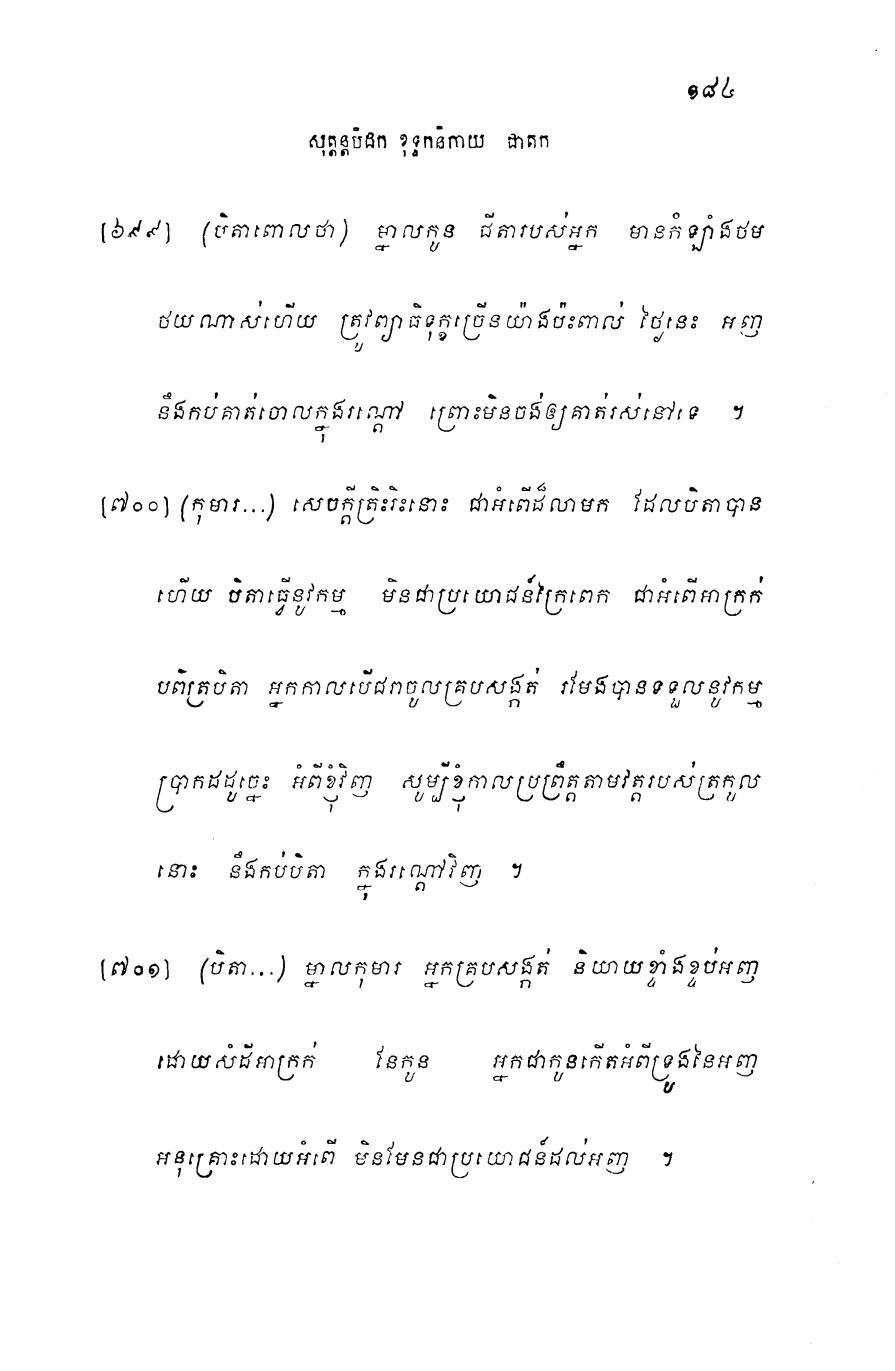 ១៨៤
សុត្តន្តបិដក ខុទ្ទកនិកាយ ជាតក
[៦៩៩] (បិតាពោលថា) ម្នាលកូន ជីតារបស់អ្នក មានកំឡាំងថម
ថយណាស់ហើយ ត្រូវព្យាធិទុក្ខច្រើនយ៉ាងប៉ះពាល់ ថ្ងៃនេះ អញ
នឹងកប់គាត់ចោលក្នុងរណ្តៅ ព្រោះមិនចង់ឲ្យគាត់រស់នៅទេ ។
[៧០០] (កុមារ...) សេចក្តីត្រិះរិះនោះ ជាអំពើដ៏លាមក ដែលបិតាបាន
ហើយ បិតាធ្វើនូវកម្ម មិនជាប្រយោជន៍ក្រៃពេក ជាអំពើអាក្រក់
បពិត្របិតា អ្នកកាលបើជរាចូលគ្របសង្កត់ រមែងបានទទួលនូវកម្ម
ប្រាកដដូច្នេះ អំពីខ្ញុំវិញ សូម្បីខ្ញុំកាលប្រព្រឹត្តតាមវត្តរបស់ត្រកូល
នោះ នឹងកប់បិតា ក្នុងរណ្តៅវិញ ។
[៧០១] (បិតា...) ម្នាលកុមារ អ្នកគ្របសង្កត់ និយាយខ្ទាំងខ្ទប់អញ
ដោយសំដីអាក្រក់ នែកូន អ្នកជាកូនកើតអំពីទ្រូងនៃអញ
អនុគ្រោះដោយអំពើ មិនមែនជាប្រយោជន៍ដល់អញ ។